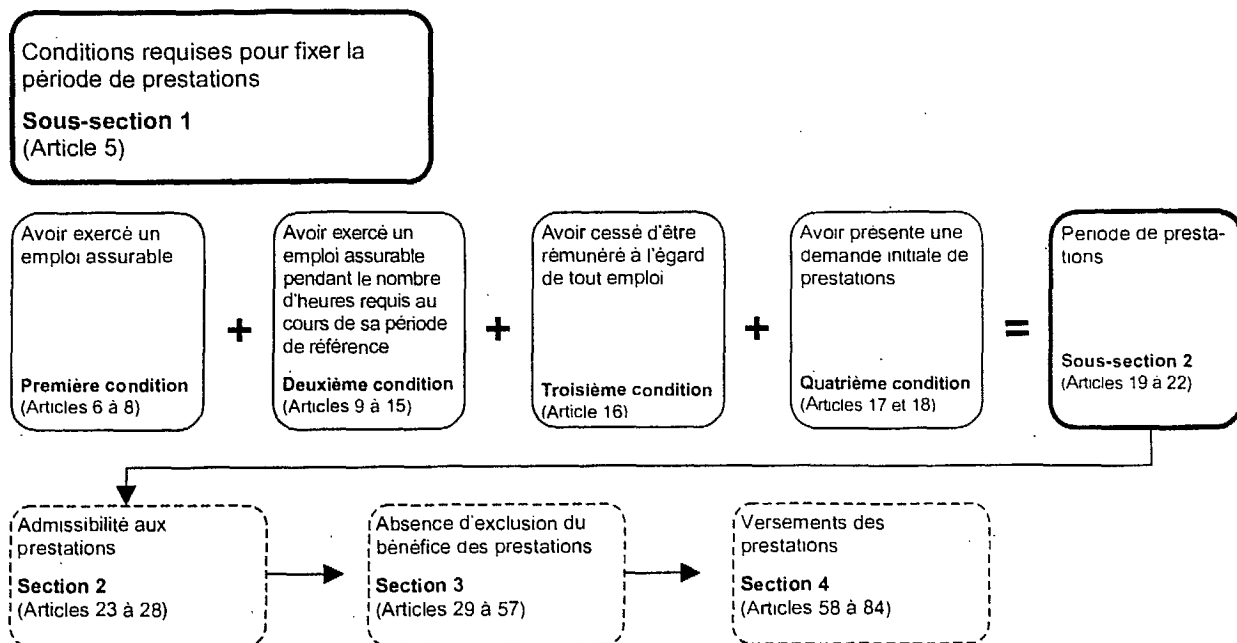 Conditions requises pour fixer la
période de prestations
Sous-section 1
(Article 5)
Avoir exercé un
emploi assurable
Première condition
(Articles 6 à 8)
+
Avoir exercé un
emploi assurable
pendant le nombre
d'heures requis au
cours de sa période
de référence
Deuxième condition
(Articles 9 à 15)
+
Avoir cessé d'être
rémunéré à l'égard
de tout emploi
Troisième condition
(Article 16)
+
Avoir présente une
demande initiale de
prestations
Quatrième condition
(Articles 17 et 18)
=
Periode de presta-
tions
Sous-section 2
(Articles 19 à 22)
Admissibilité aux
prestations
Section 2
(Articles 23 à 28)
Absence d'exclusion du
bénéfice des prestations
Section 3
(Articles 29 à 57)
Versements des
prestations
Section 4
(Articles 58 à 84)